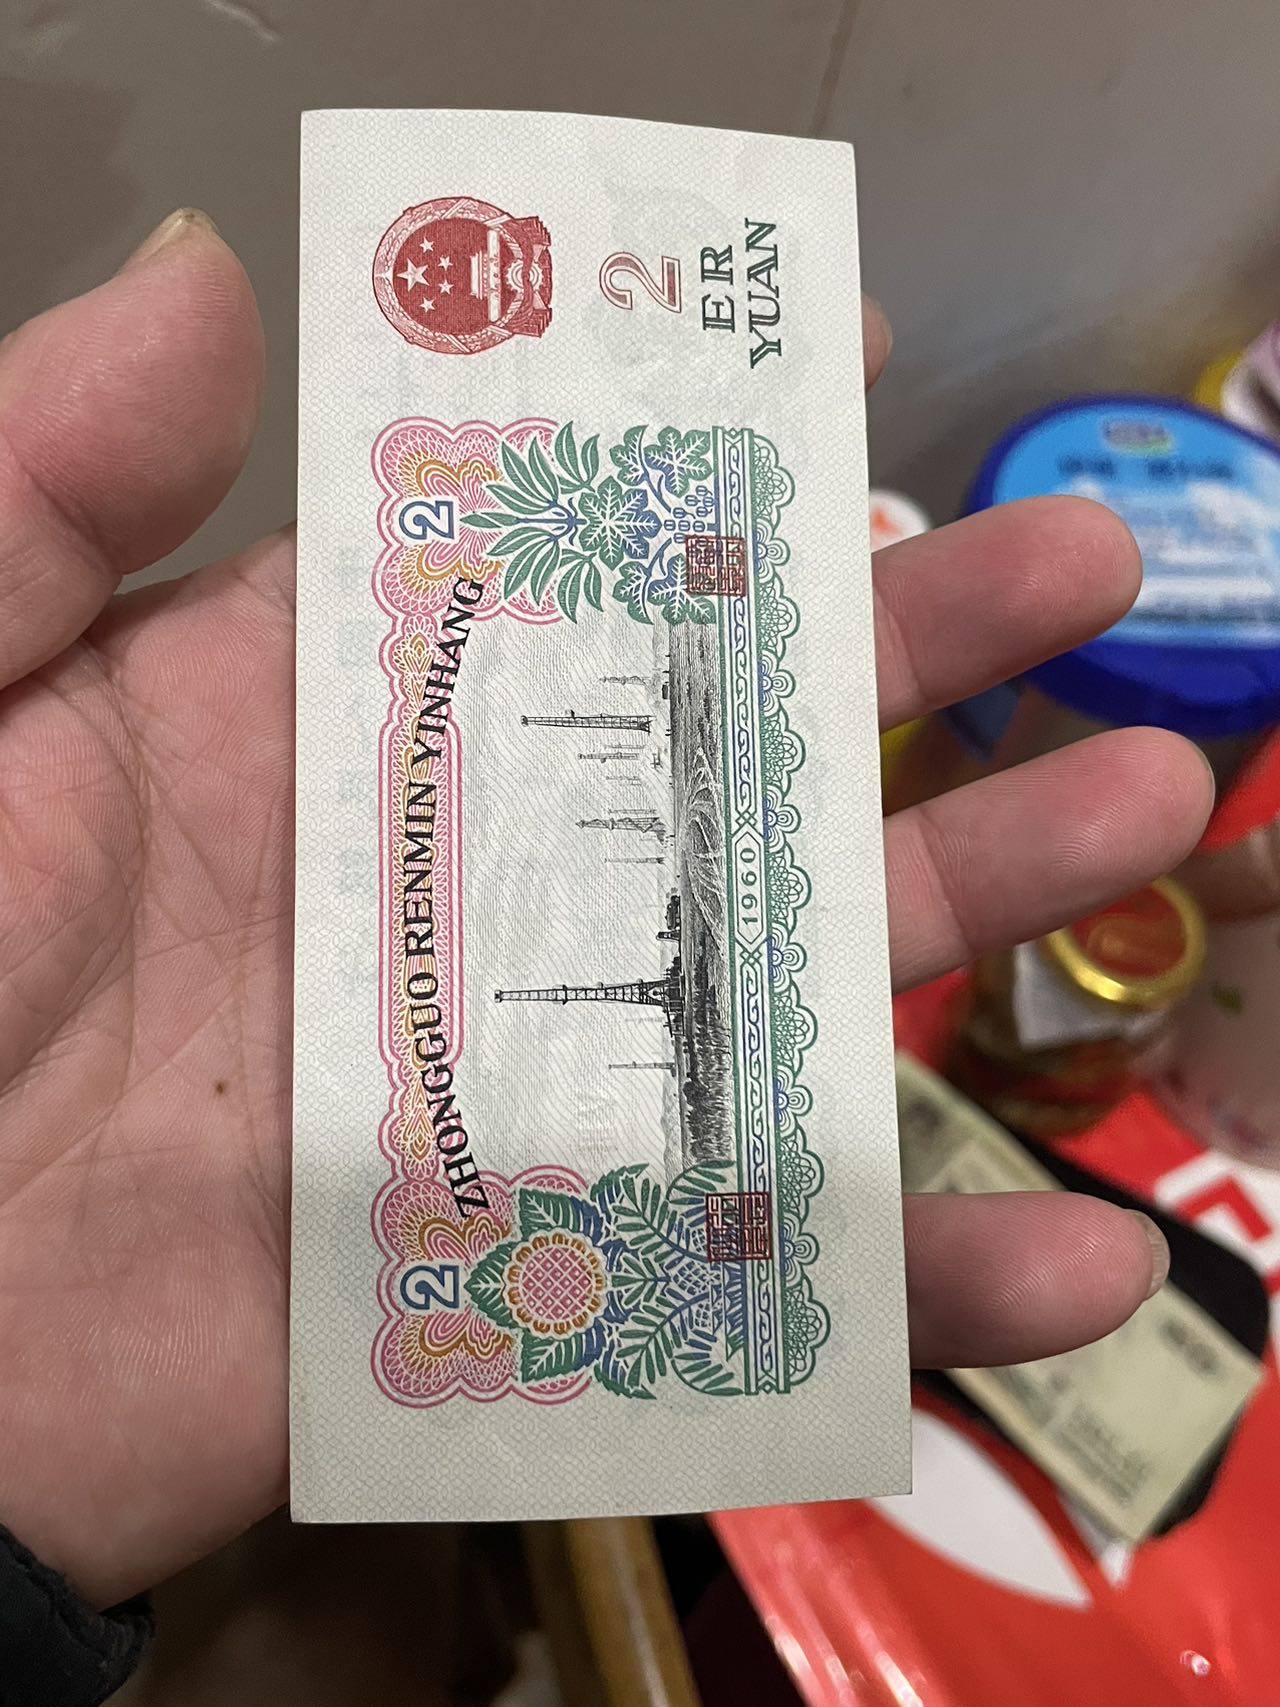 ZHONGGUO RENMIN YINHANG
2
2
1960
2
ER
YUAN